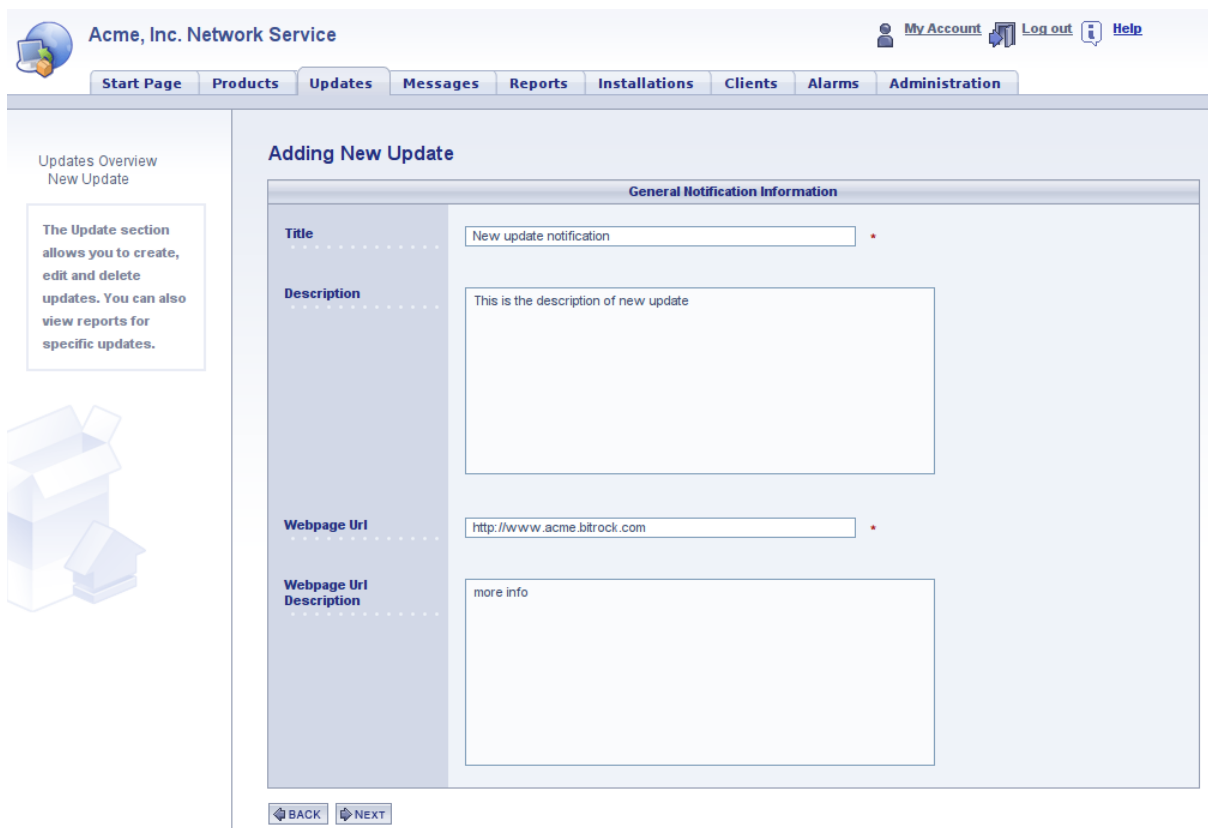 Acme, Inc. Network Service
My Account Log out Help
Start Page Products Updates Messages Reports Installations Clients Alarms Administration
Updates Overview
New Update
The Update section
allows you to create,
edit and delete
updates. You can also
view reports for
specific updates.
Adding New Update
General Notification Information
Title New update notification *
Description This is the description of new update
Webpage Url http://www.acme.bitrock.com *
Webpage Url
Description
more info
BACK NEXT